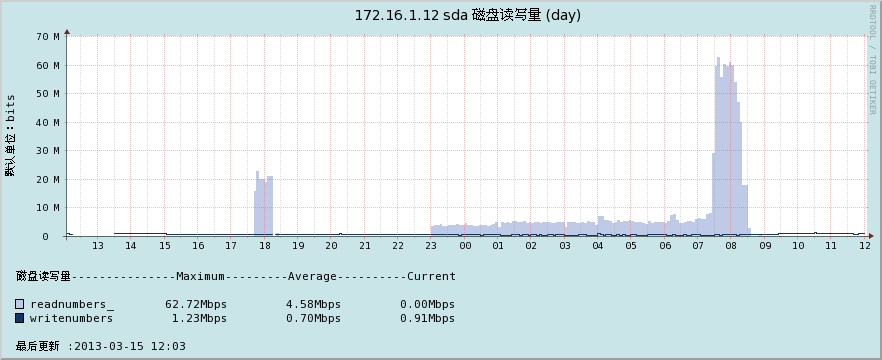 172.16.1.12 sda 磁盘读写量 (day)
RRDTOOL / TOBI OETIKER
默认单位：bits
70 M
60 M
50 M
40 M
30 M
20 M
10 M
0
13 14 15 16 17 18 19 20 21 22 23 00 01 02 03 04 05 06 07 08 09 10 11 12
磁盘读写量---------------Maximum---------Average----------Current
readnumbers_ 62.72Mbps 4.58Mbps 0.00Mbps
writenumbers 1.23Mbps 0.70Mbps 0.91Mbps
最后更新 :2013-03-15 12:03